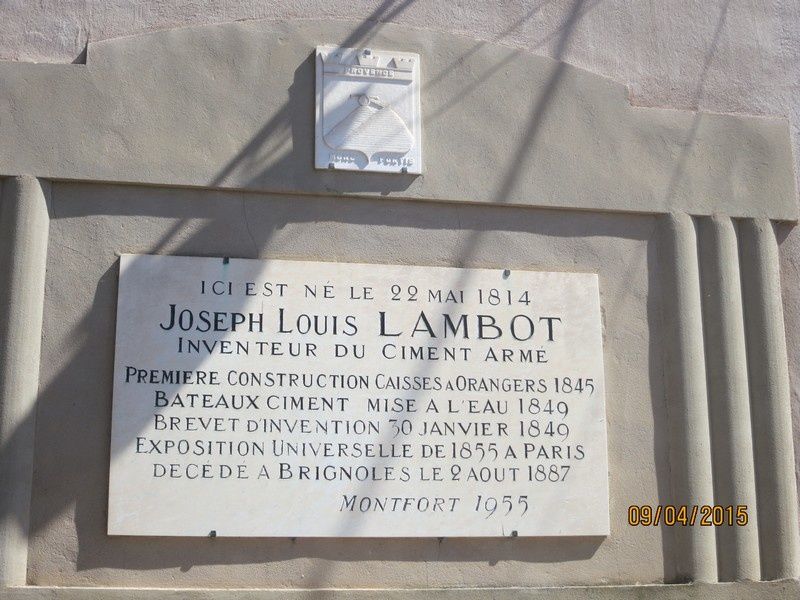 PROVENCE
ICI EST NÉ LE 22 MAI 1814
JOSEPH LOUIS LAMBOT
INVENTEUR DU CIMENT ARMÉ
PREMIERE CONSTRUCTION CAISSES A ORANGERS 1845
BATEAUX CIMENT MISE A L'EAU 1849
BREVET D'INVENTION 30 JANVIER 1849
EXPOSITION UNIVERSELLE DE 1855 A PARIS
DECÉDÉ A BRIGNOLES LE 2 AOUT 1887
MONTFORT 1955
09/04/2015